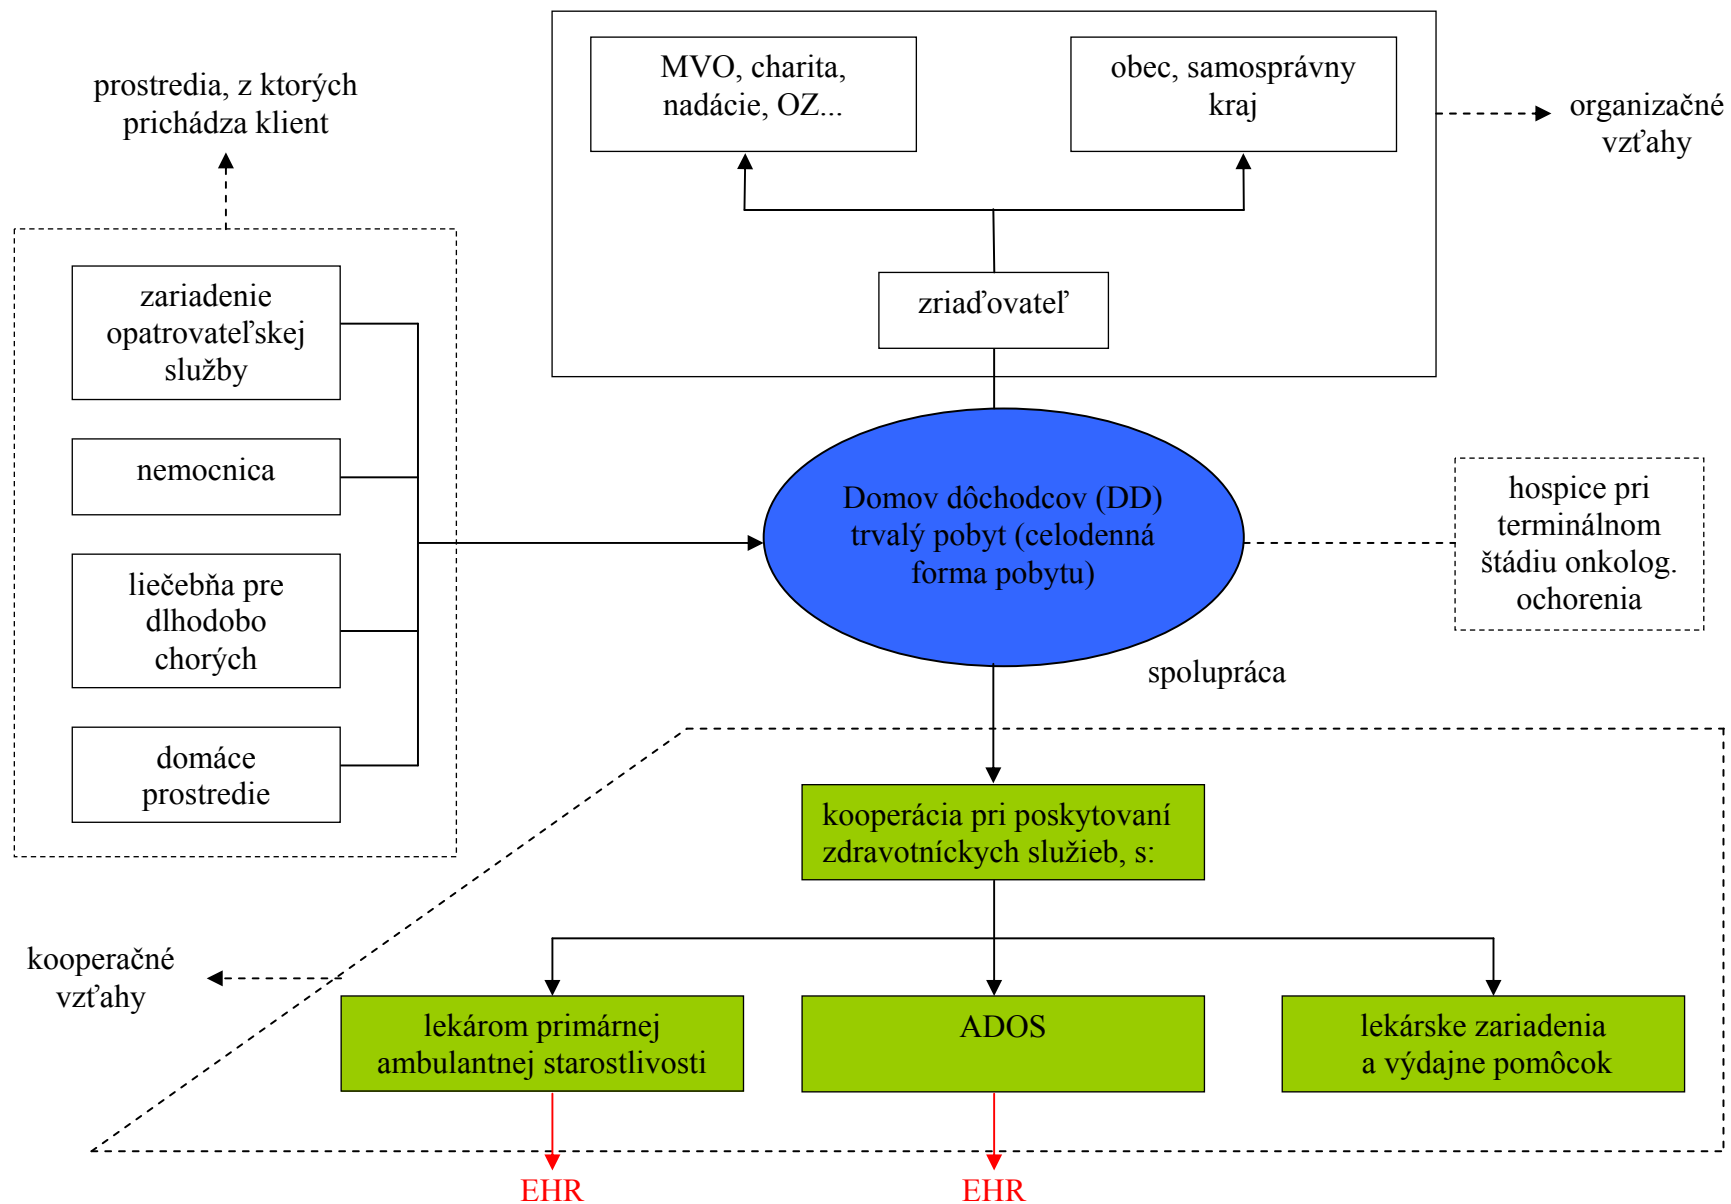 prostredia, z ktorých
prichádza klient
MVO, charita,
nadácie, OZ...
obec, samosprávny
kraj
organizačné
vzťahy
zriaďovateľ
zariadenie
opatrovateľskej
služby
nemocnica
liečebňa pre
dlhodobo
chorých
domáce
prostredie
Domov dôchodcov (DD)
trvalý pobyt (celodenná
forma pobytu)
hospice pri
terminálnom
štádiu onkolog.
ochorenia
spolupráca
kooperácia pri poskytovaní
zdravotníckych služieb, s:
kooperačné
vzťahy
lekárom primárnej
ambulantnej starostlivosti
ADOS
lekárske zariadenia
a výdajne pomôcok
EHR
EHR